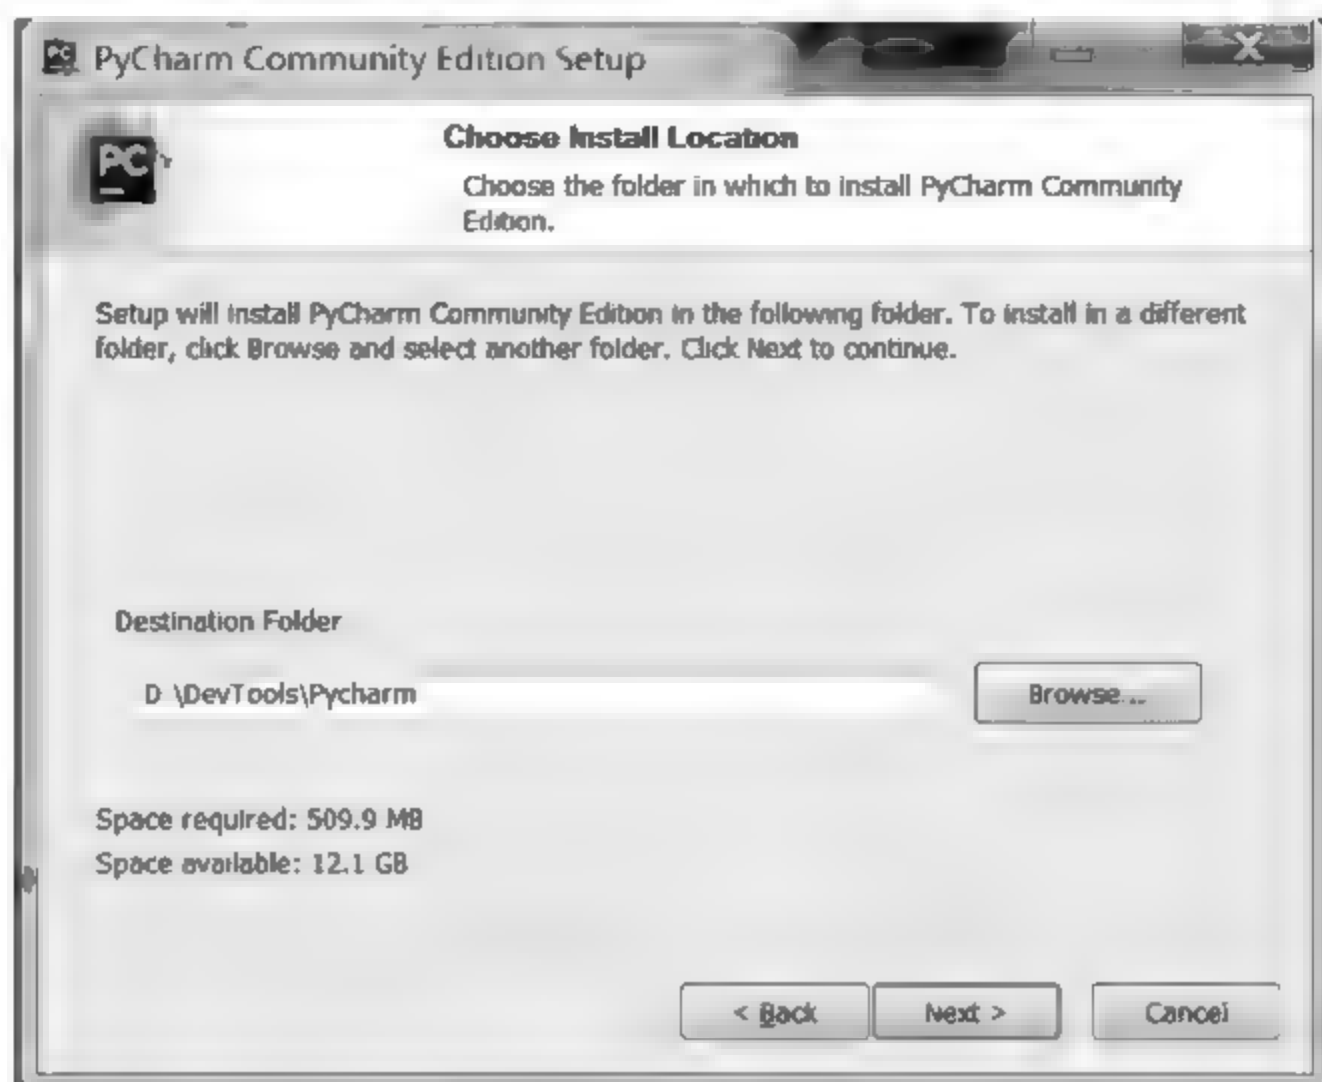 PyCharm Community Edition Setup
PC
Choose Install Location
Choose the folder in which to install PyCharm Community
Edition.
Setup will install PyCharm Community Edition in the following folder. To install in a different
folder, click Browse and select another folder. Click Next to continue.
Destination Folder
D \DevTools\Pycharm
Browse...
Space required: 509.9 MB
Space available: 12.1 GB
< Back
Next >
Cancel